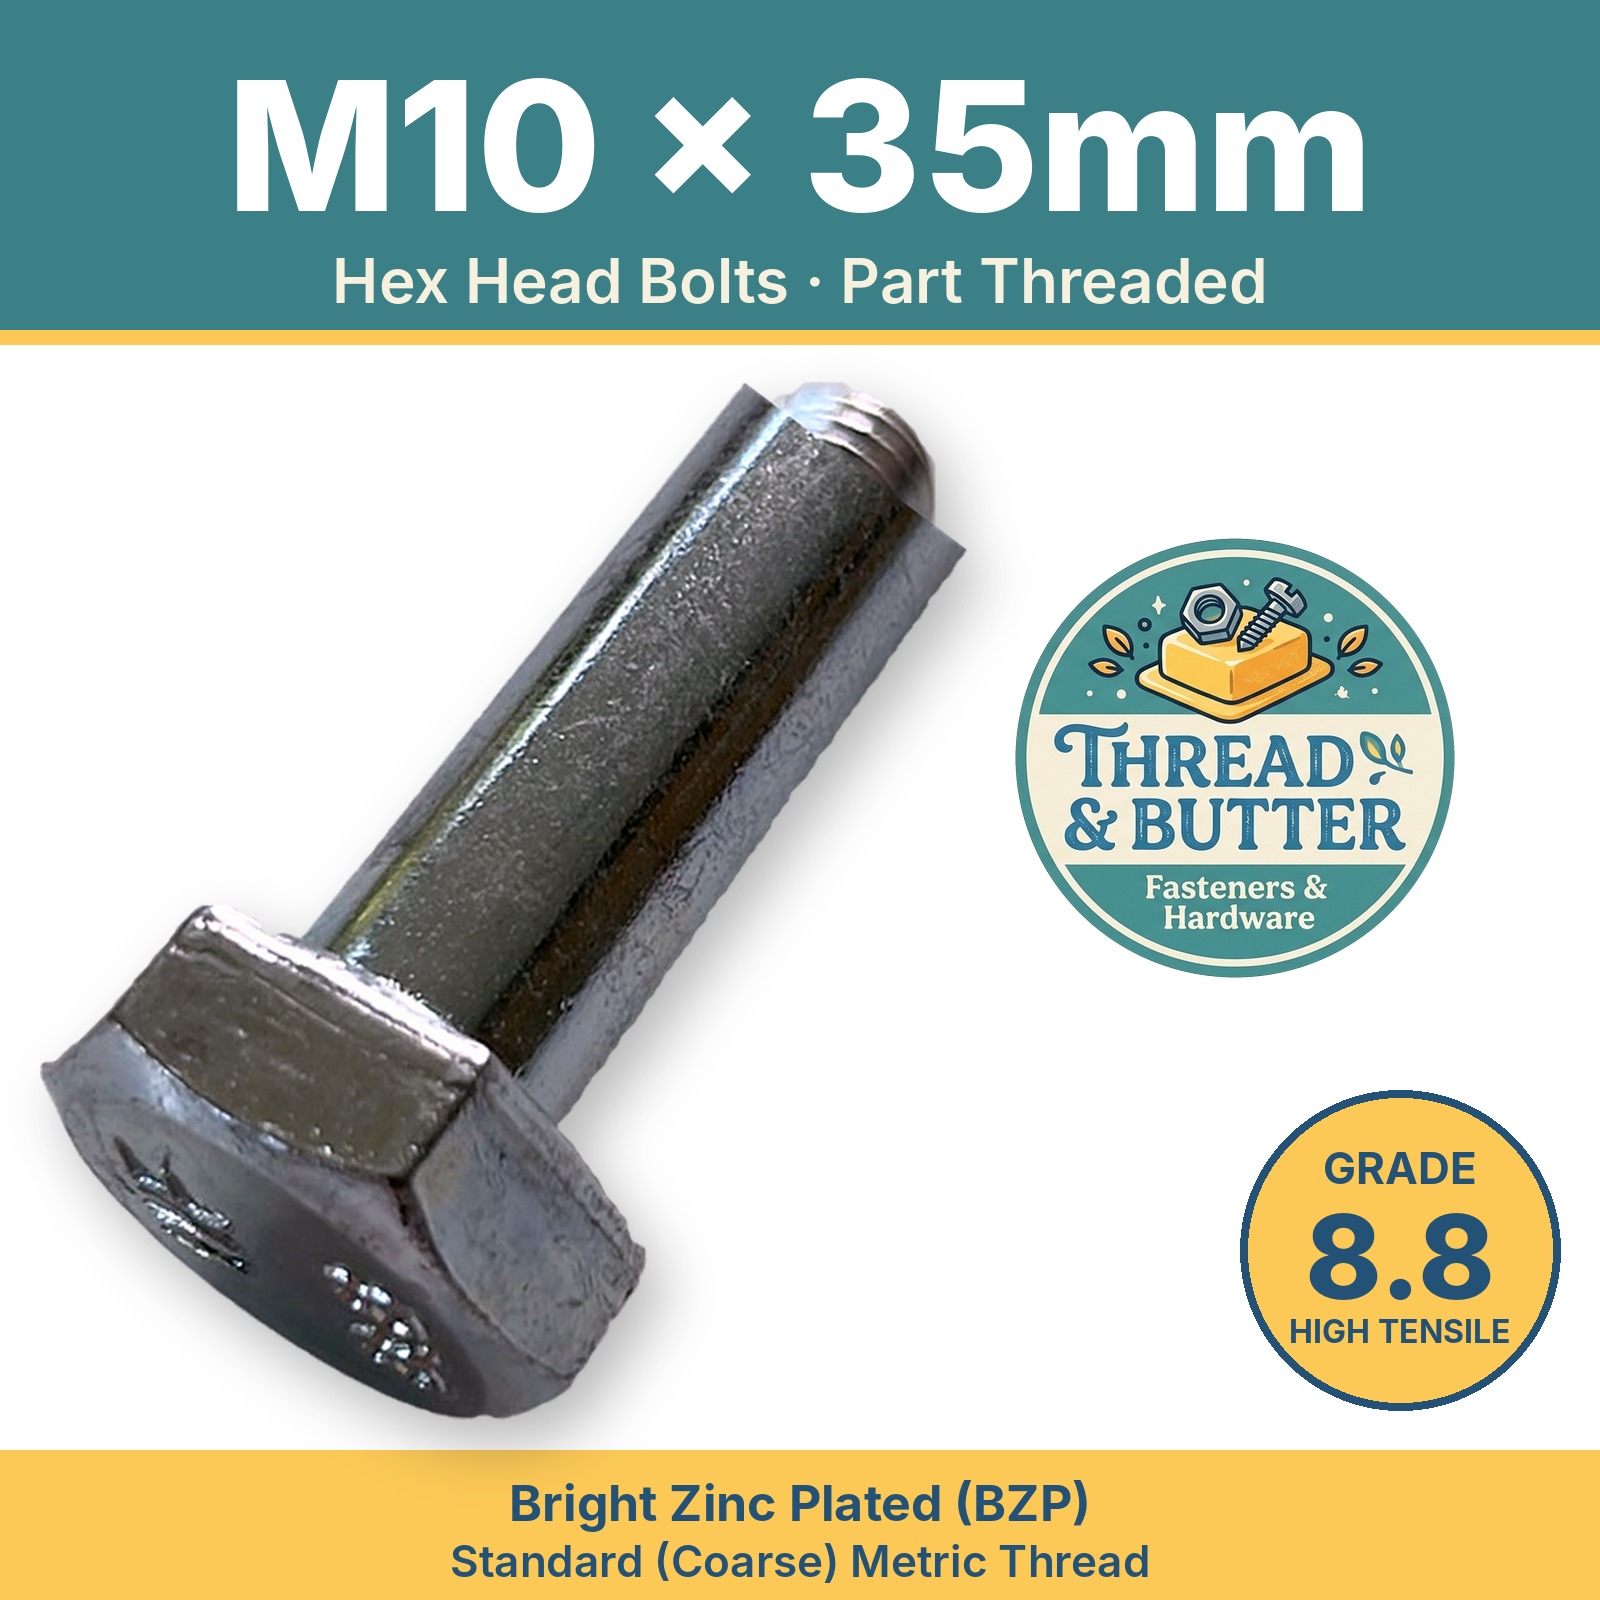 M10 × 35mm
Hex Head Bolts · Part Threaded
THREAD
& BUTTER
Fasteners &
Hardware
GRADE
8.8
HIGH TENSILE
Bright Zinc Plated (BZP)
Standard (Coarse) Metric Thread